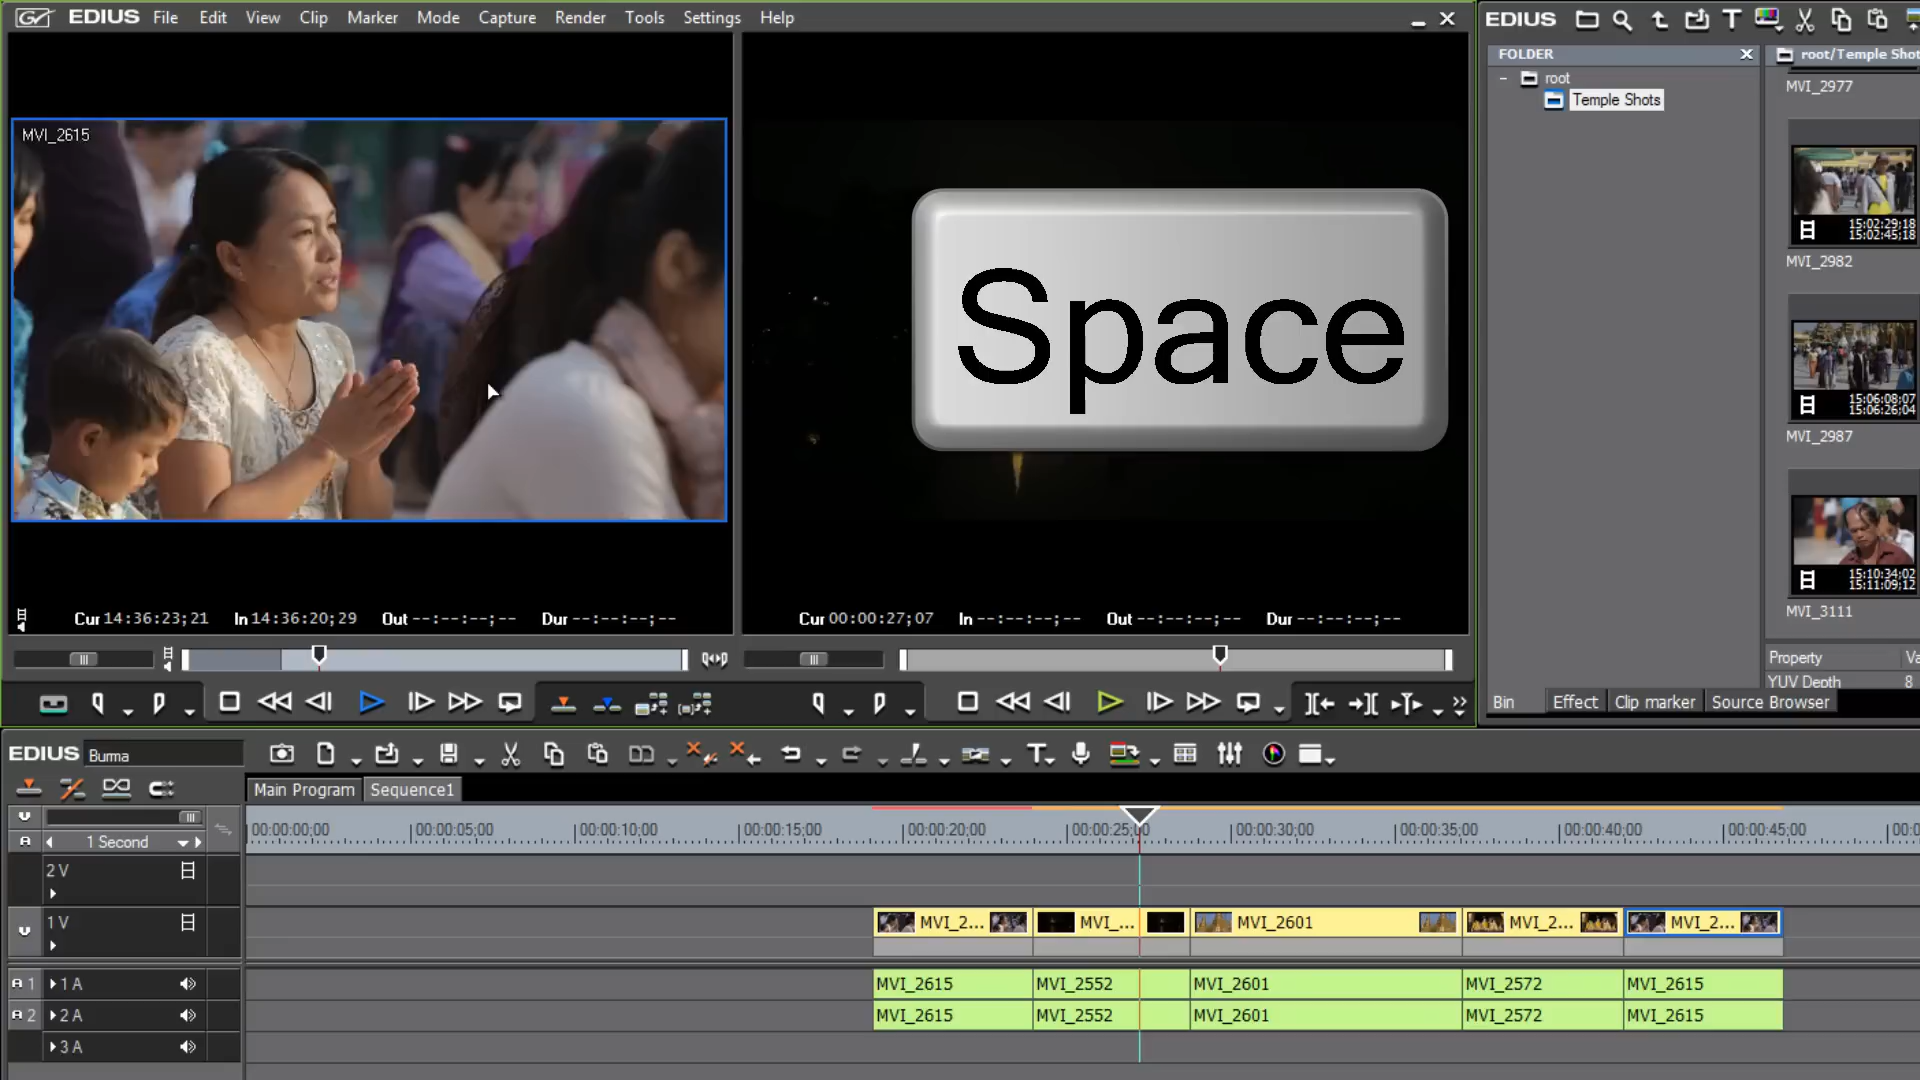 EDIUS File Edit View Clip Marker Mode Capture Render Tools Settings Help
MVI_2615
Space
Cur 14:36:23;21 In 14:36:20;29 Out --:--:--;-- Dur --:--:--;--
Cur 00:00:27;07 In --:--:--;-- Out --:--:--;-- Dur --:--:--;--
EDIUS
FOLDER
root
Temple Shots
root/Temple Shot
MVI_2977
15:02:29;18
15:02:45;18
MVI_2982
15:06:08;07
15:06:26;04
MVI_2987
15:10:34;02
15:11:09;12
MVI_3111
Property Va
YUV Depth 8
Bin Effect Clip marker Source Browser
EDIUS Burma
Main Program Sequence1
00:00:00;00 00:00:05;00 00:00:10;00 00:00:15;00 00:00:20;00 00:00:25;00 00:00:30;00 00:00:35;00 00:00:40;00 00:00:45;00 00:0
1 Second
2 V
1 V MVI_2... MVI_... MVI_2601 MVI_2... MVI_2...
1 1 A MVI_2615 MVI_2552 MVI_2601 MVI_2572 MVI_2615
2 2 A MVI_2615 MVI_2552 MVI_2601 MVI_2572 MVI_2615
3 A